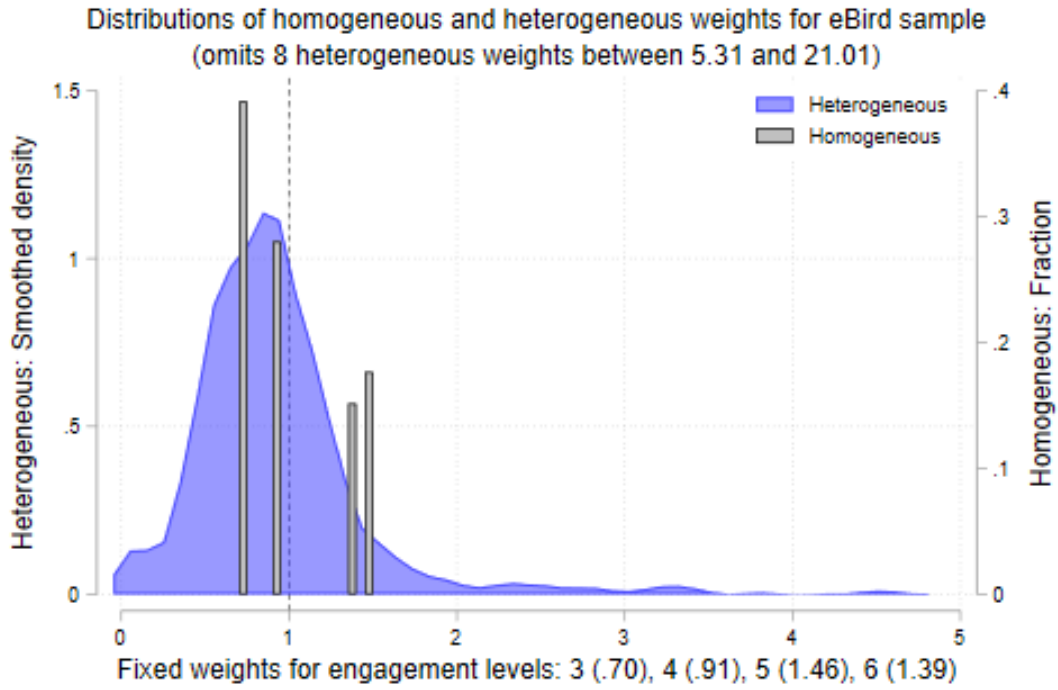 Distributions of homogeneous and heterogeneous weights for eBird sample
(omits 8 heterogeneous weights between 5.31 and 21.01)
Heterogeneous: Smoothed density
1.5
1
.5
0
Heterogeneous
Homogeneous
.4
.3
.2
.1
0
Homogeneous: Fraction
0 1 2 3 4 5
Fixed weights for engagement levels: 3 (.70), 4 (.91), 5 (1.46), 6 (1.39)